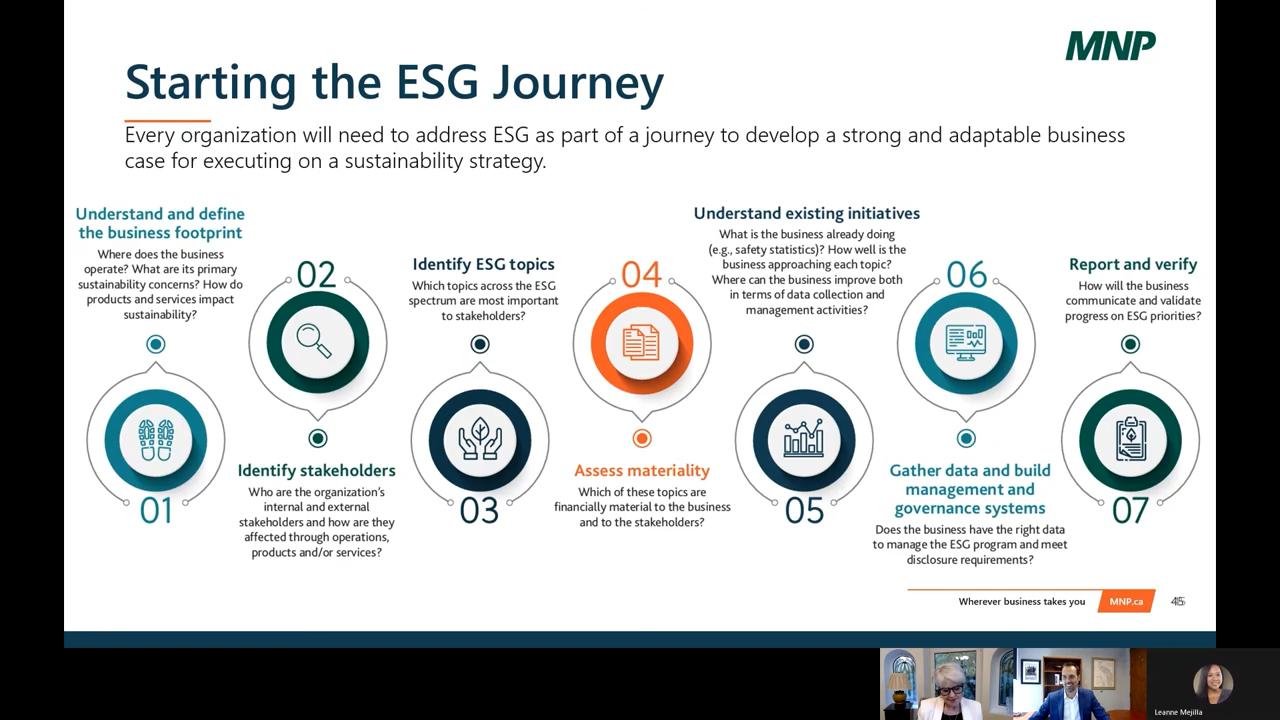 MNP
Starting the ESG Journey
Every organization will need to address ESG as part of a journey to develop a strong and adaptable business
case for executing on a sustainability strategy.
Understand and define
the business footprint
Where does the business
operate? What are its primary
sustainability concerns? How do
products and services impact
sustainability?
01
02
Identify stakeholders
Who are the organization's
internal and external
stakeholders and how are they
affected through operations,
products and/or services?
Identify ESG topics
Which topics across the ESG
spectrum are most important
to stakeholders?
03
04
Assess materiality
Which of these topics are
financially material to the business
and to the stakeholders?
Understand existing initiatives
What is the business already doing
(e.g., safety statistics)? How well is the
business approaching each topic?
Where can the business improve both
in terms of data collection and
management activities?
05
06
Gather data and build
management and
governance systems
Does the business have the right data
to manage the ESG program and meet
disclosure requirements?
Report and verify
How will the business
communicate and validate
progress on ESG priorities?
07
Wherever business takes you
MNP.ca
Leanne Mejilla